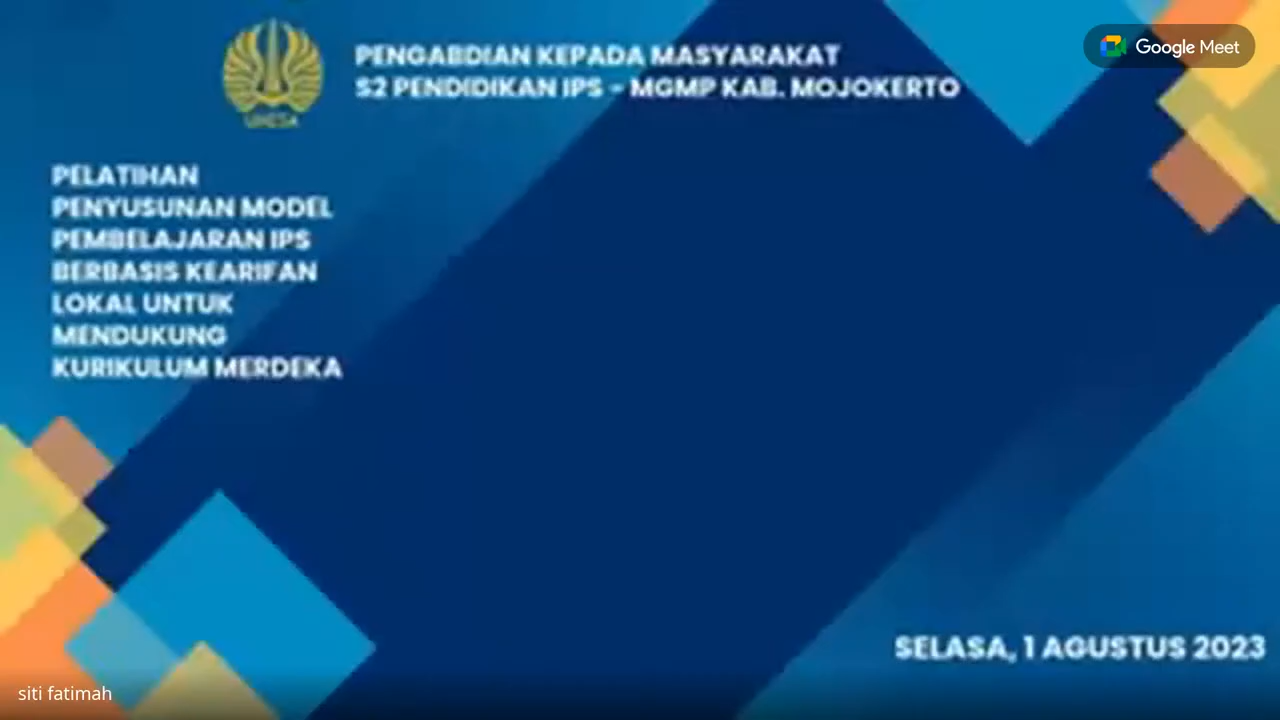 Google Meet
PENGABDIAN KEPADA MASYARAKAT
S2 PENDIDIKAN IPS - MGMP KAB. MOJOKERTO
UNESA
PELATIHAN
PENYUSUNAN MODEL
PEMBELAJARAN IPS
BERBASIS KEARIFAN
LOKAL UNTUK
MENDUKUNG
KURIKULUM MERDEKA
SELASA, 1 AGUSTUS 2023
siti fatimah